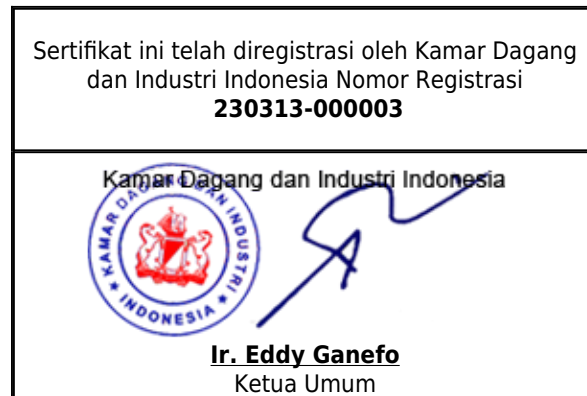 Sertifikat ini telah diregistrasi oleh Kamar Dagang
dan Industri Indonesia Nomor Registrasi
230313-000003
Kamar Dagang dan Industri Indonesia
KAMAR DAGANG DAN INDUSTRI
* INDONESIA *
Ir. Eddy Ganefo
Ketua Umum